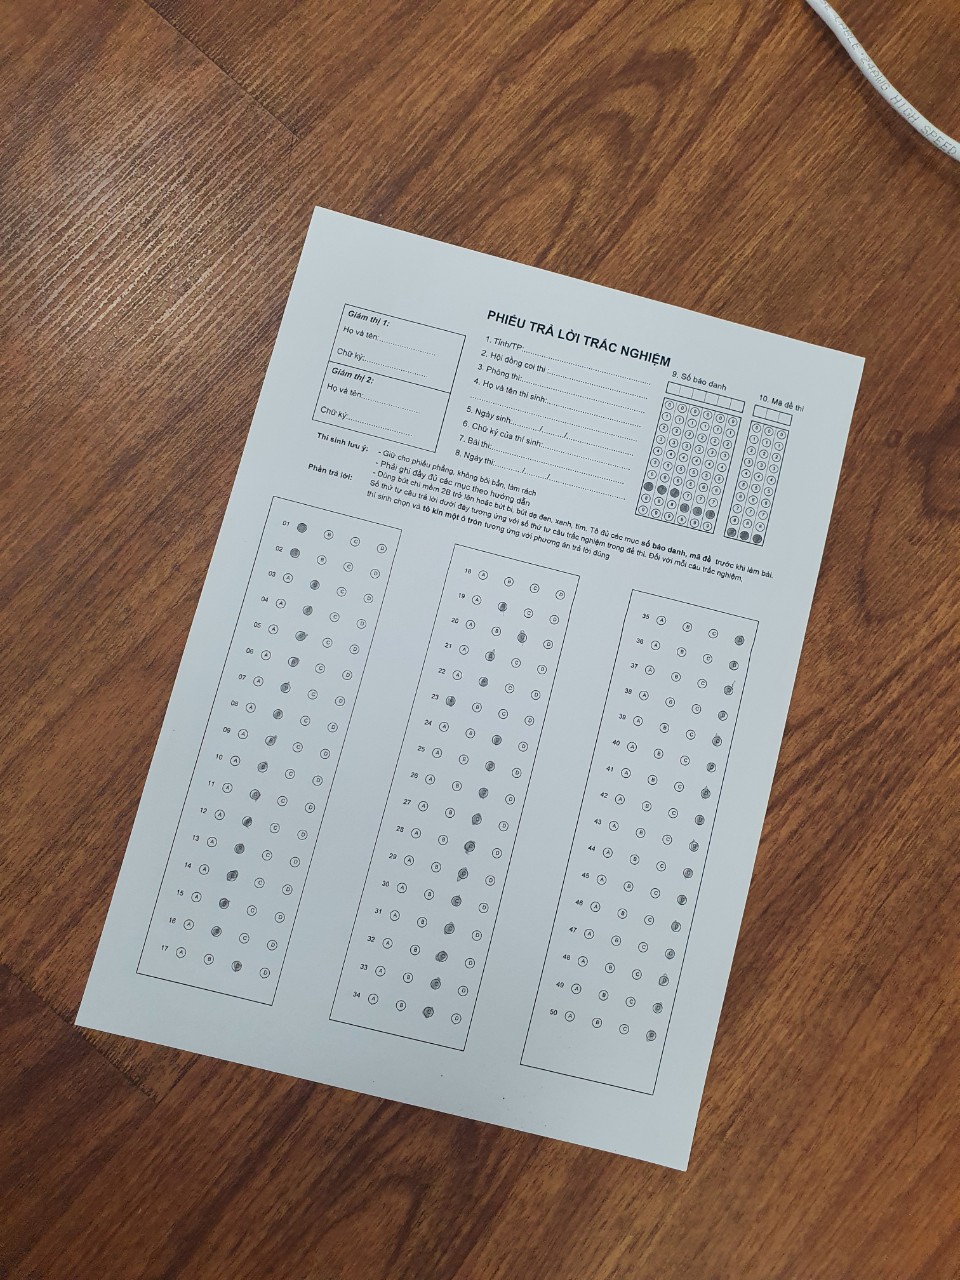 CABLE 24AWG HIGH SPEED
PHIẾU TRẢ LỜI TRẮC NGHIỆM
Giám thị 1:
Họ và tên:
Chữ ký:
Giám thị 2:
Họ và tên:
Chữ ký:
1. Tỉnh/TP:
2. Hội đồng coi thi
3. Phòng thi:
4. Họ và tên thí sinh:
5. Ngày sinh: / /
6. Chữ ký của thí sinh:
7. Bài thi:
8. Ngày thi: / /
9. Số báo danh
10. Mã đề thi
Thí sinh lưu ý: - Giữ cho phiếu phẳng, không bôi bẩn, làm rách
- Phải ghi đầy đủ các mục theo hướng dẫn
- Dùng bút chì mềm 2B trở lên hoặc bút bi, bút dạ đen, xanh, tím. Tô đủ các mục số báo danh, mã đề trước khi làm bài.
Phần trả lời: Số thứ tự câu trả lời dưới đây tương ứng với số thứ tự câu trắc nghiệm trong đề thi. Đối với mỗi câu trắc nghiệm,
thí sinh chọn và tô kín một ô tròn tương ứng với phương án trả lời đúng
01 B C D
02 B C D
03 A C D
04 A C D
05 A C D
06 A C D
07 A C D
08 A C D
09 A C D
10 A C D
11 A C D
12 A C D
13 A C D
14 A C D
15 A C D
16 A C D
17 A B D
18 A B C D
19 A C D
20 A B D
21 A C D
22 A C D
23 B C D
24 A B D
25 A B D
26 A B D
27 A B D
28 A B D
29 A B D
30 A B D
31 A B D
32 A B D
33 A B D
34 A B D
35 A B C
36 A B C
37 A B C
38 A B C
39 A B C
40 A B C
41 A B C
42 A B C
43 A B C
44 A B C
45 A B C
46 A B C
47 A B C
48 A B C
49 A B C
50 A B C